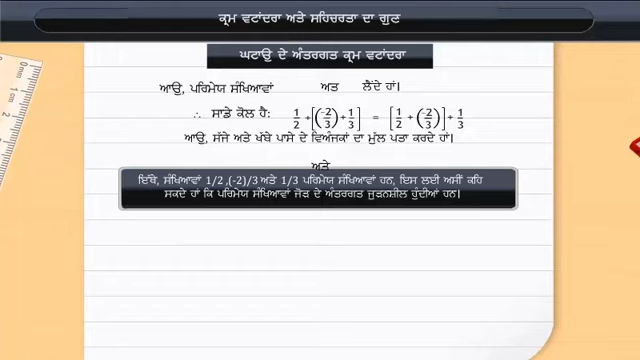 ਕ੍ਰਮ ਵਟਾਂਦਰਾ ਅਤੇ ਸਹਿਚਰਤਾ ਦਾ ਗੁਣ
ਘਟਾਉ ਦੇ ਅੰਤਰਗਤ ਕ੍ਰਮ ਵਟਾਂਦਰਾ
ਆਉ, ਪਰਿਮੇਯ ਸੰਖਿਆਵਾਂ ਅਤ ਲੈਂਦੇ ਹਾਂ।
∴ ਸਾਡੇ ਕੋਲ ਹੈ: 1/2 +[(-2/3)+1/3] = [1/2 +(-2/3)]+1/3
ਆਉ, ਸੱਜੇ ਅਤੇ ਖੱਬੇ ਪਾਸੇ ਦੇ ਵਿਅੰਜਕਾਂ ਦਾ ਮੁੱਲ ਪਤਾ ਕਰਦੇ ਹਾਂ।
ਅਤੇ
ਇੱਥੇ, ਸੰਖਿਆਵਾਂ 1/2 ,(-2)/3 ਅਤੇ 1/3 ਪਰਿਮੇਯ ਸੰਖਿਆਵਾਂ ਹਨ, ਇਸ ਲਈ ਅਸੀਂ ਕਹਿ
ਸਕਦੇ ਹਾਂ ਕਿ ਪਰਿਮੇਯ ਸੰਖਿਆਵਾਂ ਜੋੜ ਦੇ ਅੰਤਰਗਤ ਜੁੜਨਸ਼ੀਲ ਹੁੰਦੀਆਂ ਹਨ।